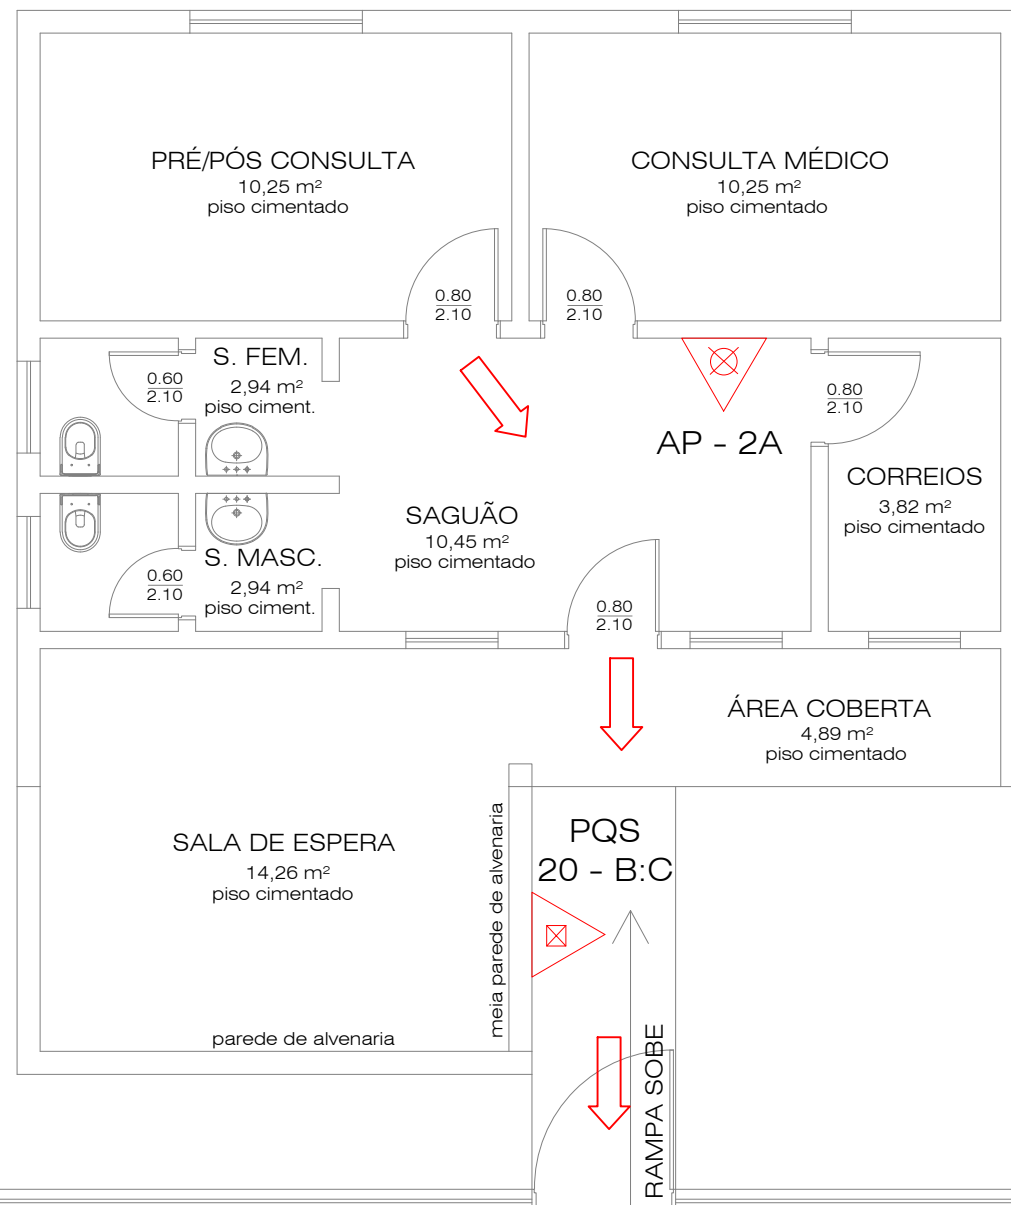 PRÉ/PÓS CONSULTA
10,25 m²
piso cimentado
CONSULTA MÉDICO
10,25 m²
piso cimentado
0.80
2.10
0.80
2.10
S. FEM.
2,94 m²
piso ciment.
0.60
2.10
0.80
2.10
AP - 2A
CORREIOS
3,82 m²
piso cimentado
SAGUÃO
10,45 m²
piso cimentado
S. MASC.
2,94 m²
piso ciment.
0.60
2.10
0.80
2.10
ÁREA COBERTA
4,89 m²
piso cimentado
SALA DE ESPERA
14,26 m²
piso cimentado
meia parede de alvenaria
PQS
20 - B:C
parede de alvenaria
RAMPA SOBE